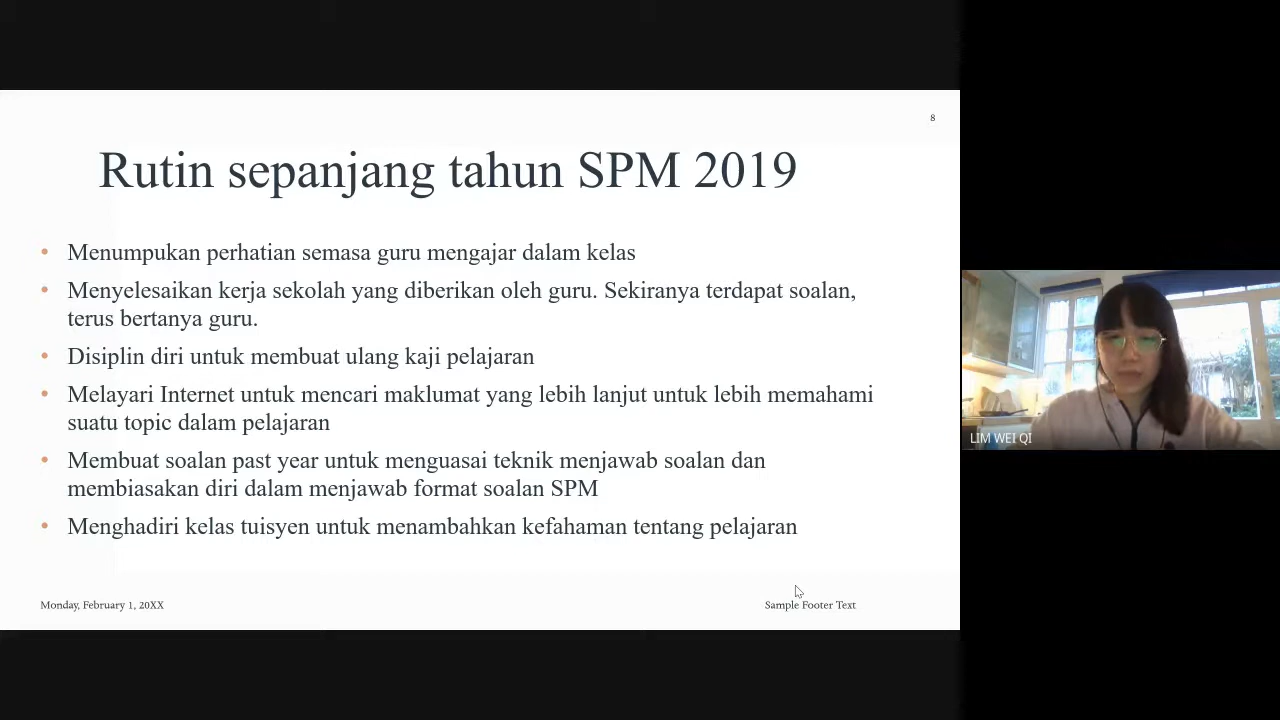 8
Rutin sepanjang tahun SPM 2019
• Menumpukan perhatian semasa guru mengajar dalam kelas
• Menyelesaikan kerja sekolah yang diberikan oleh guru. Sekiranya terdapat soalan,
terus bertanya guru.
• Disiplin diri untuk membuat ulang kaji pelajaran
• Melayari Internet untuk mencari maklumat yang lebih lanjut untuk lebih memahami
suatu topic dalam pelajaran
• Membuat soalan past year untuk menguasai teknik menjawab soalan dan
membiasakan diri dalam menjawab format soalan SPM
• Menghadiri kelas tuisyen untuk menambahkan kefahaman tentang pelajaran
Monday, February 1, 20XX
Sample Footer Text
LIM WEI QI